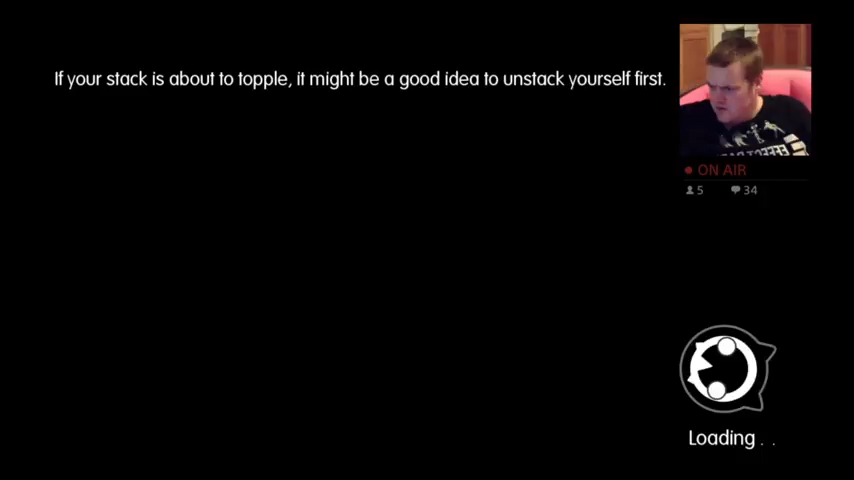 If your stack is about to topple, it might be a good idea to unstack yourself first.
ON AIR
5 34
Loading . .